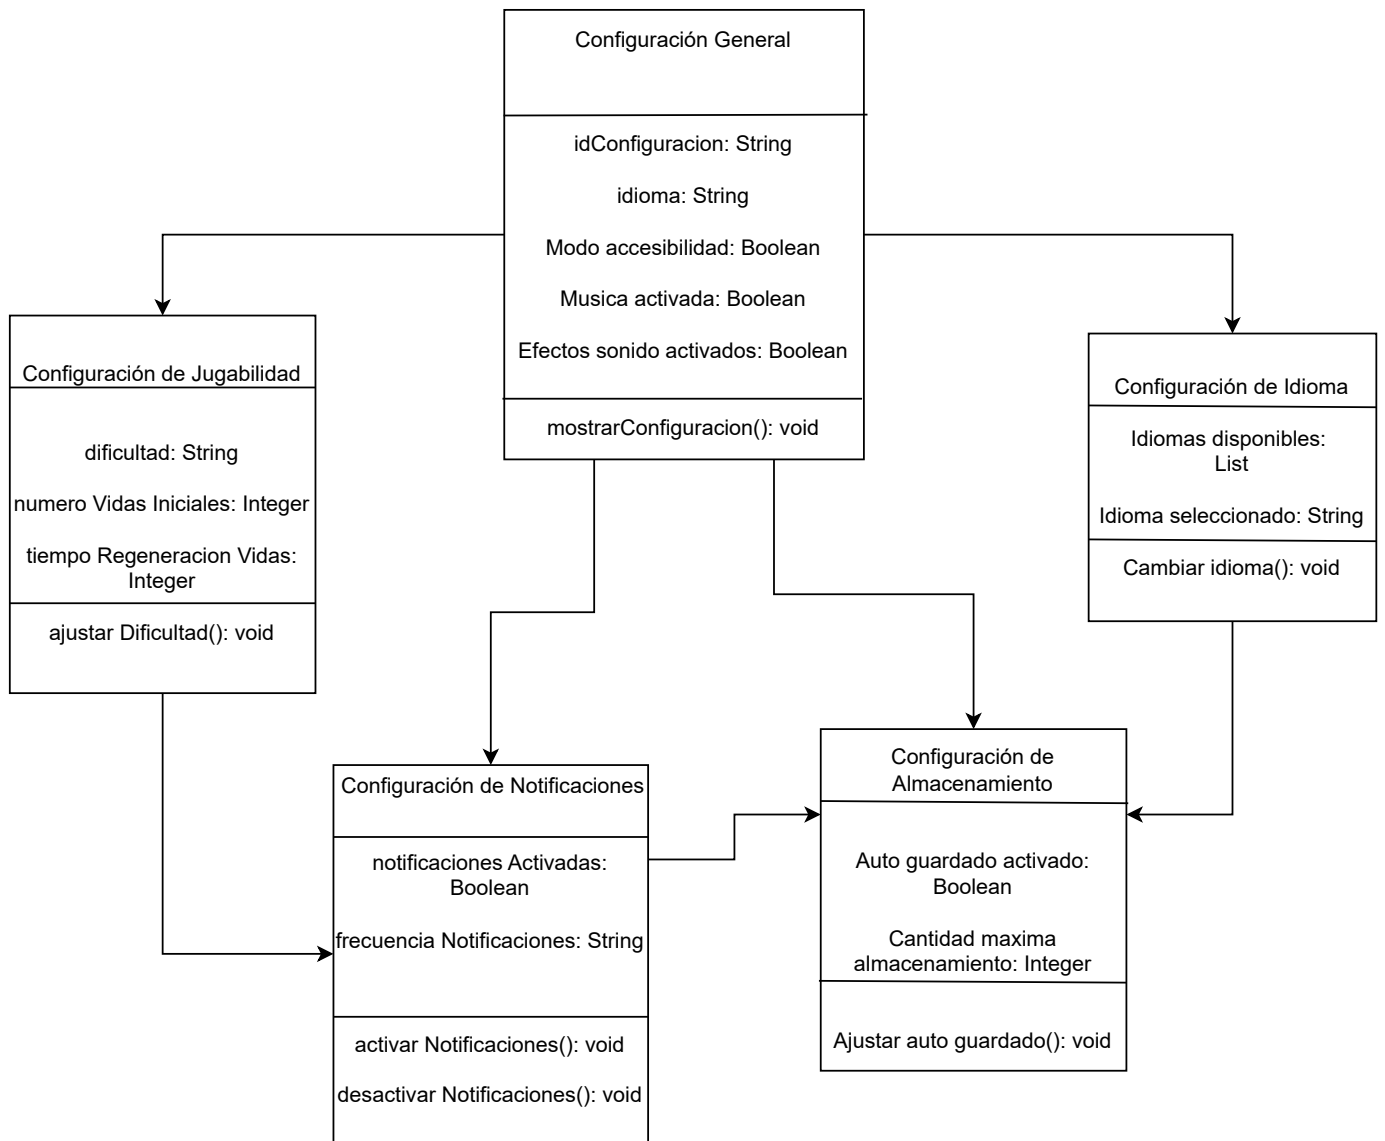 Configuración General
idConfiguracion: String
idioma: String
Modo accesibilidad: Boolean
Musica activada: Boolean
Efectos sonido activados: Boolean
mostrarConfiguracion(): void
Configuración de Jugabilidad
dificultad: String
numero Vidas Iniciales: Integer
tiempo Regeneracion Vidas:
Integer
ajustar Dificultad(): void
Configuración de Idioma
Idiomas disponibles:
List
Idioma seleccionado: String
Cambiar idioma(): void
Configuración de Notificaciones
notificaciones Activadas:
Boolean
frecuencia Notificaciones: String
activar Notificaciones(): void
desactivar Notificaciones(): void
Configuración de
Almacenamiento
Auto guardado activado:
Boolean
Cantidad maxima
almacenamiento: Integer
Ajustar auto guardado(): void